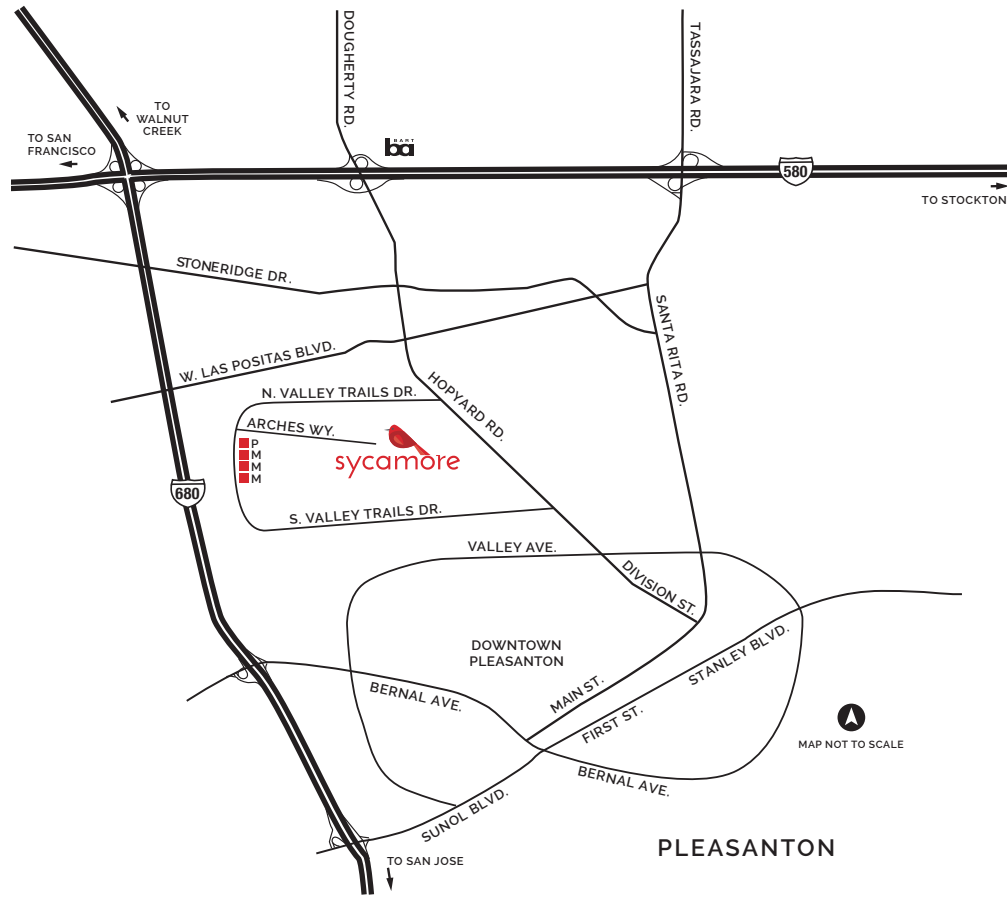 DOUGHERTY RD.
TASSAJARA RD.
TO
WALNUT
CREEK
TO SAN
FRANCISCO
BART
ba
580
TO STOCKTON
STONERIDGE DR.
SANTA RITA RD.
W. LAS POSITAS BLVD.
N. VALLEY TRAILS DR.
HOPYARD RD.
ARCHES WY.
P
M
M
M
sycamore
680
S. VALLEY TRAILS DR.
VALLEY AVE.
DIVISION ST.
DOWNTOWN
PLEASANTON
STANLEY BLVD.
BERNAL AVE.
MAIN ST.
FIRST ST.
MAP NOT TO SCALE
BERNAL AVE.
SUNOL BLVD.
PLEASANTON
TO SAN JOSE